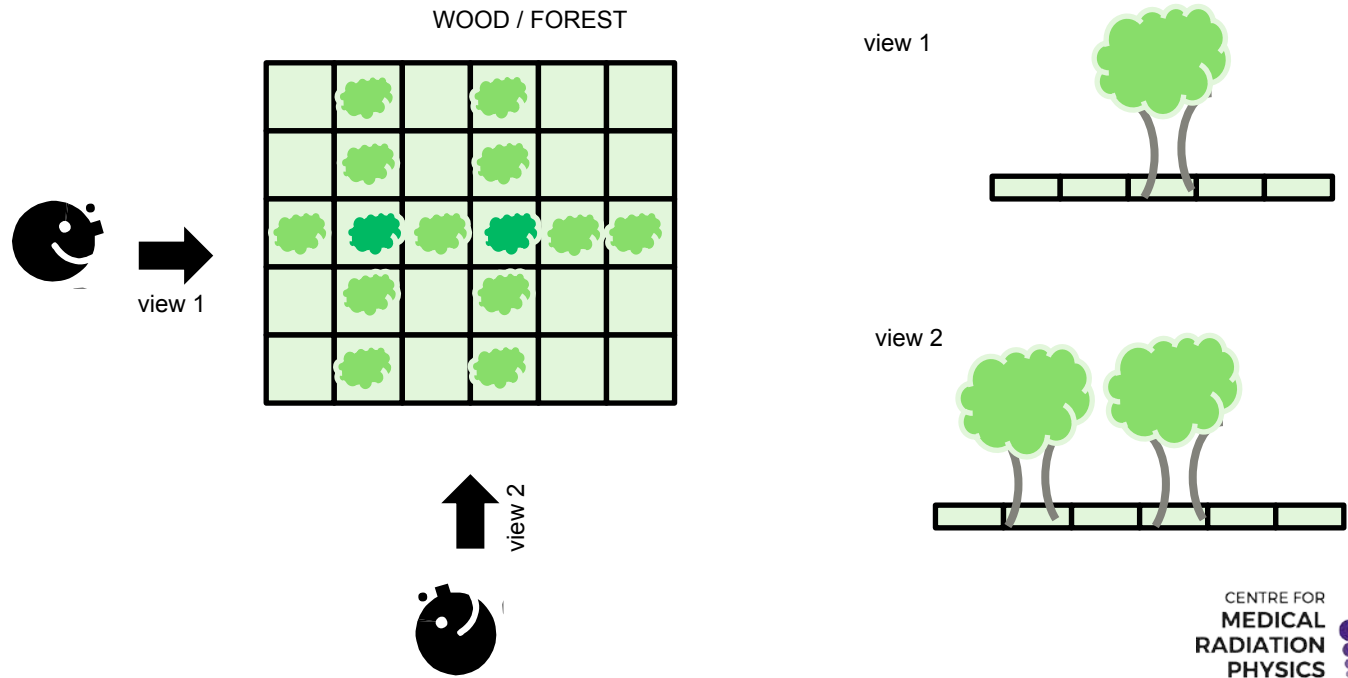 WOOD / FOREST
view 1
view 1
view 2
view 2
CENTRE FOR
MEDICAL
RADIATION
PHYSICS